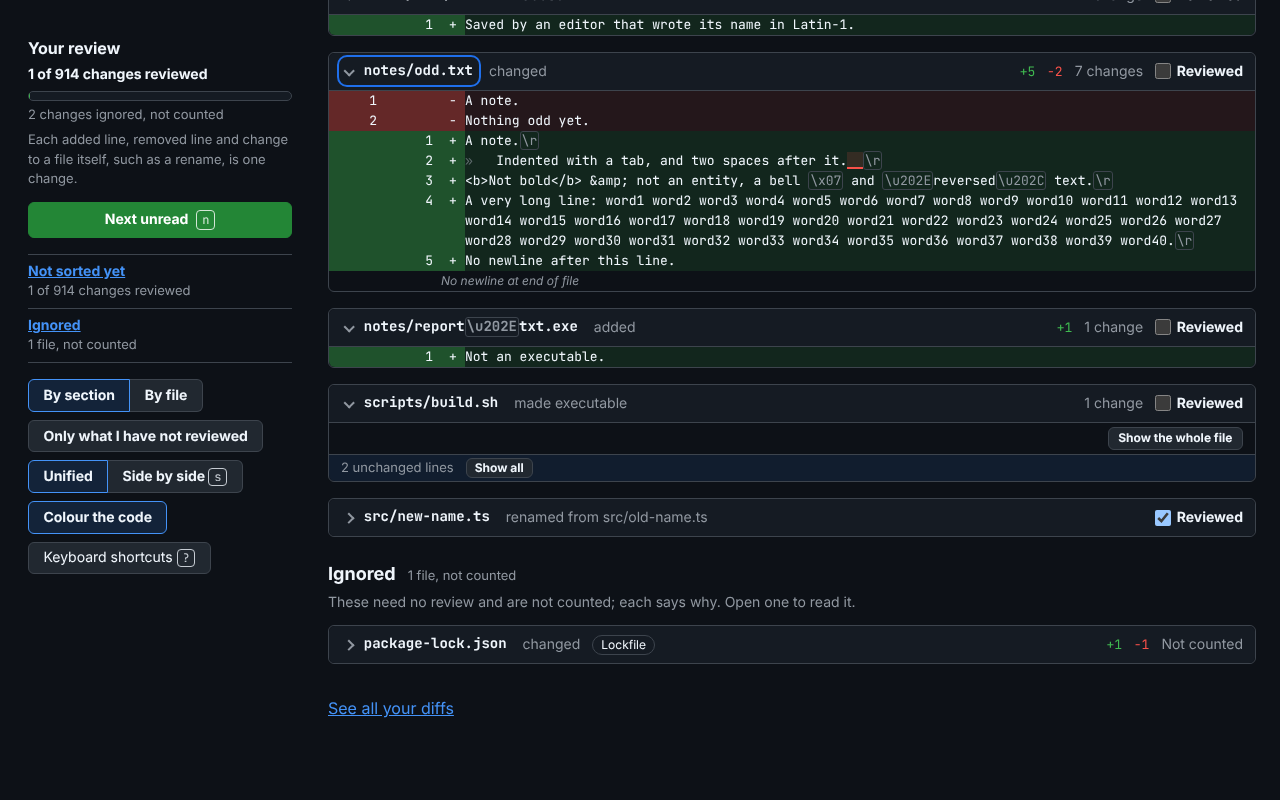 Your review
1 of 914 changes reviewed
2 changes ignored, not counted
Each added line, removed line and change
to a file itself, such as a rename, is one
change.
Next unread n
Not sorted yet
1 of 914 changes reviewed
Ignored
1 file, not counted
By section By file
Only what I have not reviewed
Unified Side by side s
Colour the code
Keyboard shortcuts ?
1 + Saved by an editor that wrote its name in Latin-1.
notes/odd.txt changed +5 -2 7 changes Reviewed
1 - A note.
2 - Nothing odd yet.
1 + A note.\r
2 + » Indented with a tab, and two spaces after it. \r
3 + <b>Not bold</b> &amp; not an entity, a bell \x07 and \u202Ereversed\u202C text.\r
4 + A very long line: word1 word2 word3 word4 word5 word6 word7 word8 word9 word10 word11 word12 word13
word14 word15 word16 word17 word18 word19 word20 word21 word22 word23 word24 word25 word26 word27
word28 word29 word30 word31 word32 word33 word34 word35 word36 word37 word38 word39 word40.\r
5 + No newline after this line.
No newline at end of file
notes/report\u202Etxt.exe added +1 1 change Reviewed
1 + Not an executable.
scripts/build.sh made executable 1 change Reviewed
Show the whole file
2 unchanged lines Show all
src/new-name.ts renamed from src/old-name.ts Reviewed
Ignored 1 file, not counted
These need no review and are not counted; each says why. Open one to read it.
package-lock.json changed Lockfile +1 -1 Not counted
See all your diffs